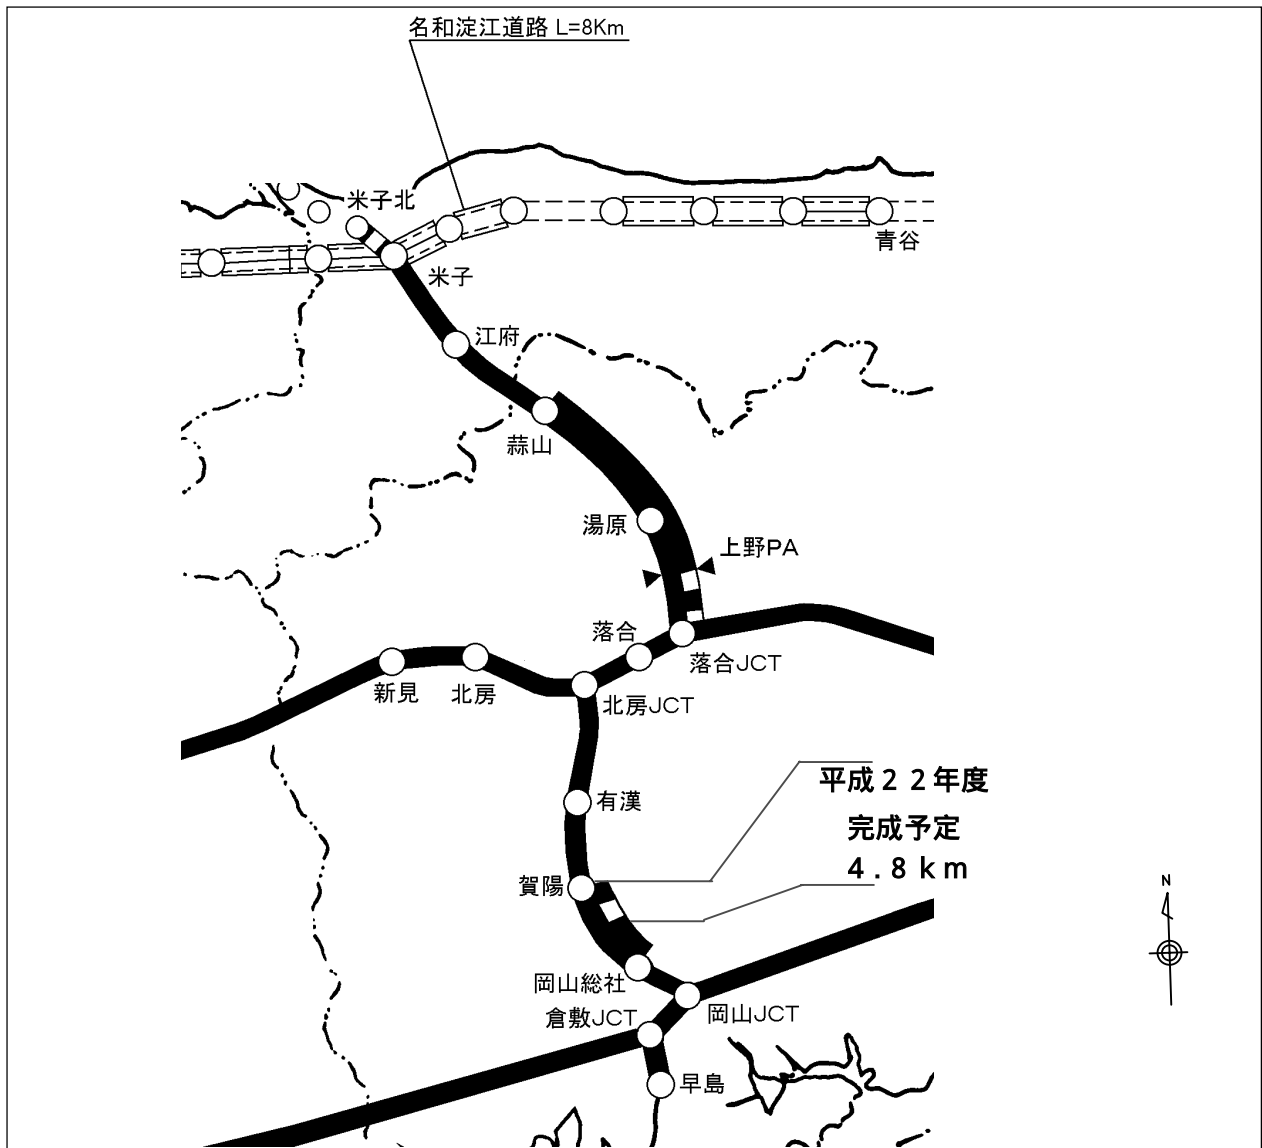 名和淀江道路 L=8Km
米子北
青谷
米子
江府
蒜山
湯原
上野PA
落合
落合JCT
新見
北房
北房JCT
平成２２年度
完成予定
４.８ｋｍ
有漢
賀陽
N
岡山総社
倉敷JCT
岡山JCT
早島